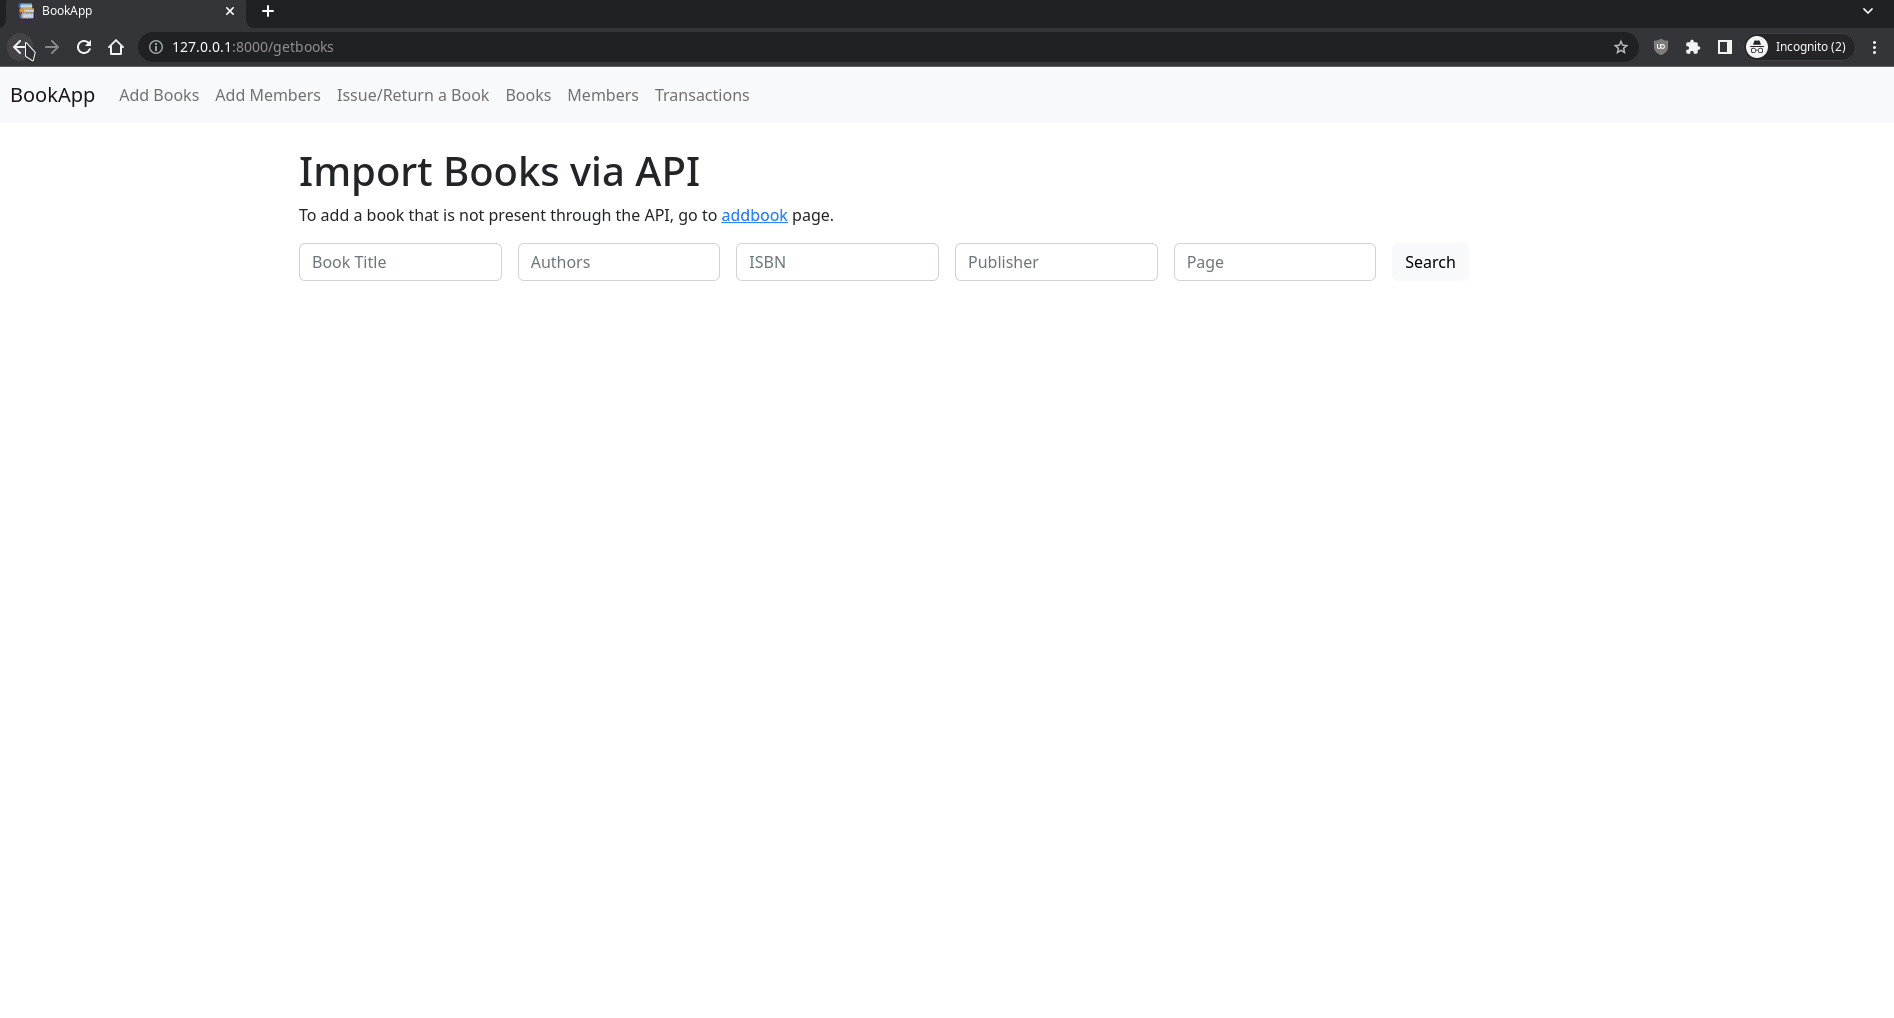 BookApp
127.0.0.1:8000/getbooks
Incognito (2)
BookApp Add Books Add Members Issue/Return a Book Books Members Transactions
Import Books via API
To add a book that is not present through the API, go to addbook page.
Book Title Authors ISBN Publisher Page Search